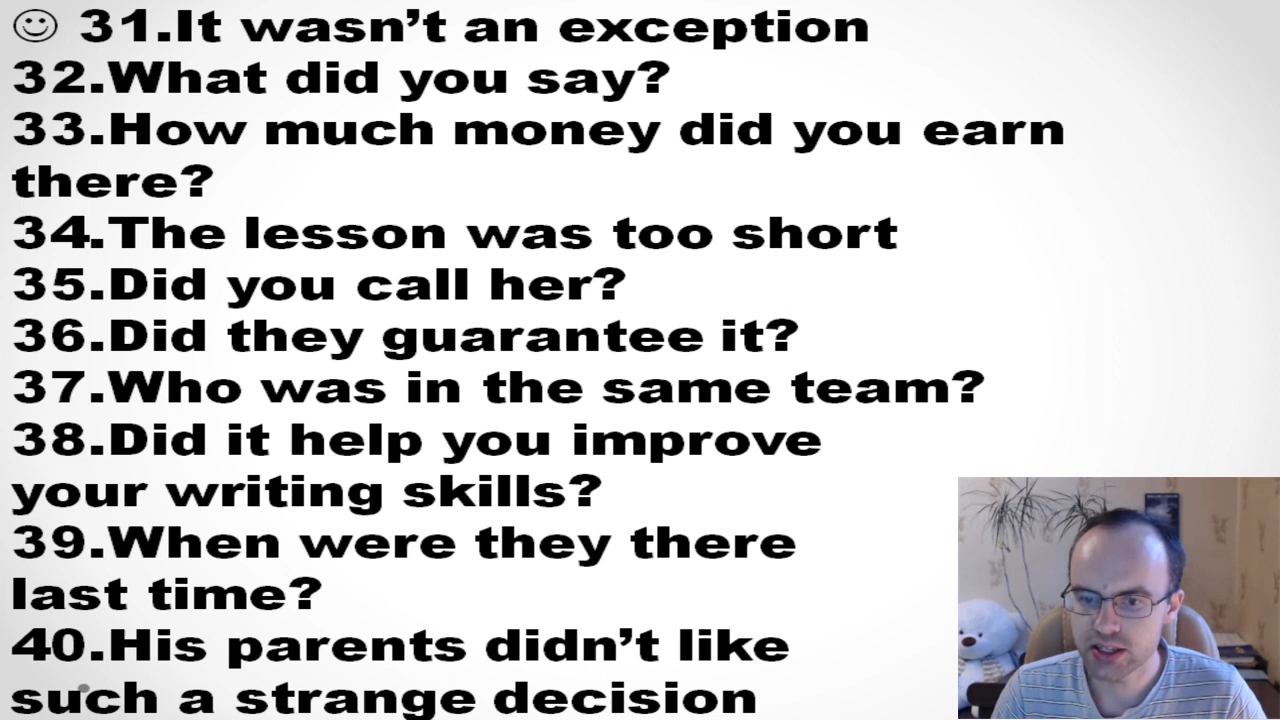 ☺ 31.It wasn’t an exception
32.What did you say?
33.How much money did you earn
there?
34.The lesson was too short
35.Did you call her?
36.Did they guarantee it?
37.Who was in the same team?
38.Did it help you improve
your writing skills?
39.When were they there
last time?
40.His parents didn’t like
such a strange decision